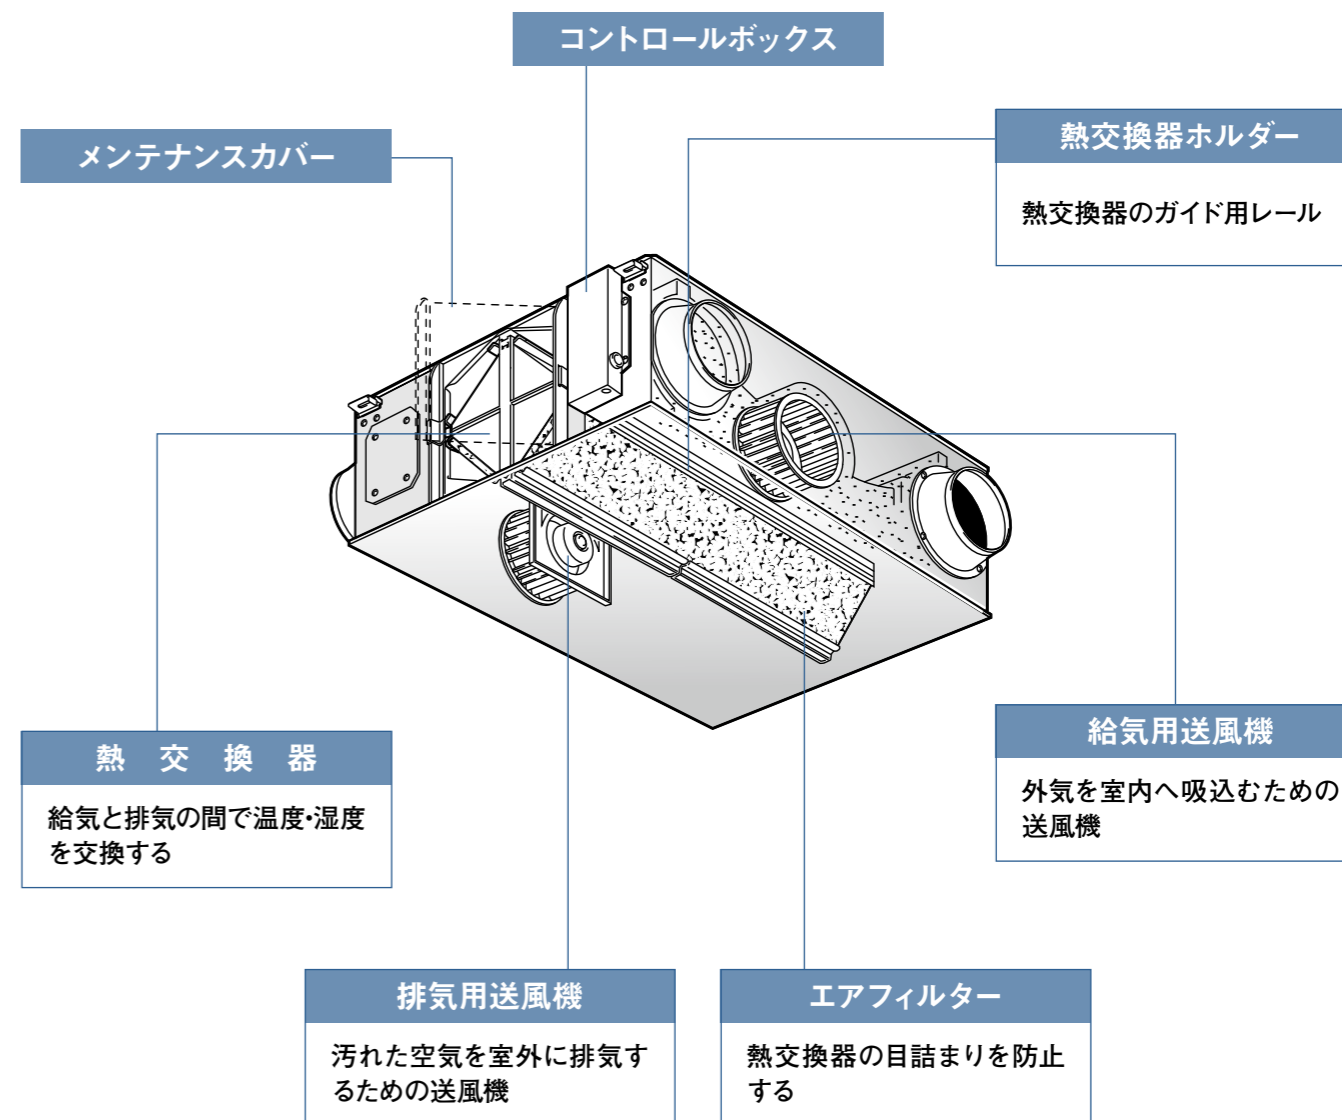 コントロールボックス
メンテナンスカバー
熱交換器ホルダー
熱交換器のガイド用レール
熱交換器
給気と排気の間で温度・湿度
を交換する
給気用送風機
外気を室内へ吸込むための
送風機
排気用送風機
汚れた空気を室外に排気す
るための送風機
エアフィルター
熱交換器の目詰まりを防止
する